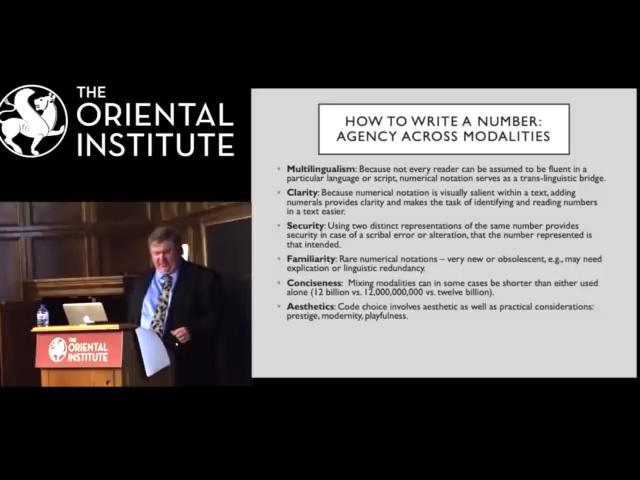 THE
ORIENTAL
INSTITUTE
HOW TO WRITE A NUMBER:
AGENCY ACROSS MODALITIES
• Multilingualism: Because not every reader can be assumed to be fluent in a
particular language or script, numerical notation serves as a trans-linguistic bridge.
• Clarity: Because numerical notation is visually salient within a text, adding
numerals provides clarity and makes the task of identifying and reading numbers
in a text easier.
• Security: Using two distinct representations of the same number provides
security in case of a scribal error or alteration, that the number represented is
that intended.
• Familiarity: Rare numerical notations – very new or obsolescent, e.g., may need
explication or linguistic redundancy.
• Conciseness: Mixing modalities can in some cases be shorter than either used
alone (12 billion vs. 12,000,000,000 vs. twelve billion).
• Aesthetics: Code choice involves aesthetic as well as practical considerations:
prestige, modernity, playfulness.
THE
ORIENTAL
INSTITUTE